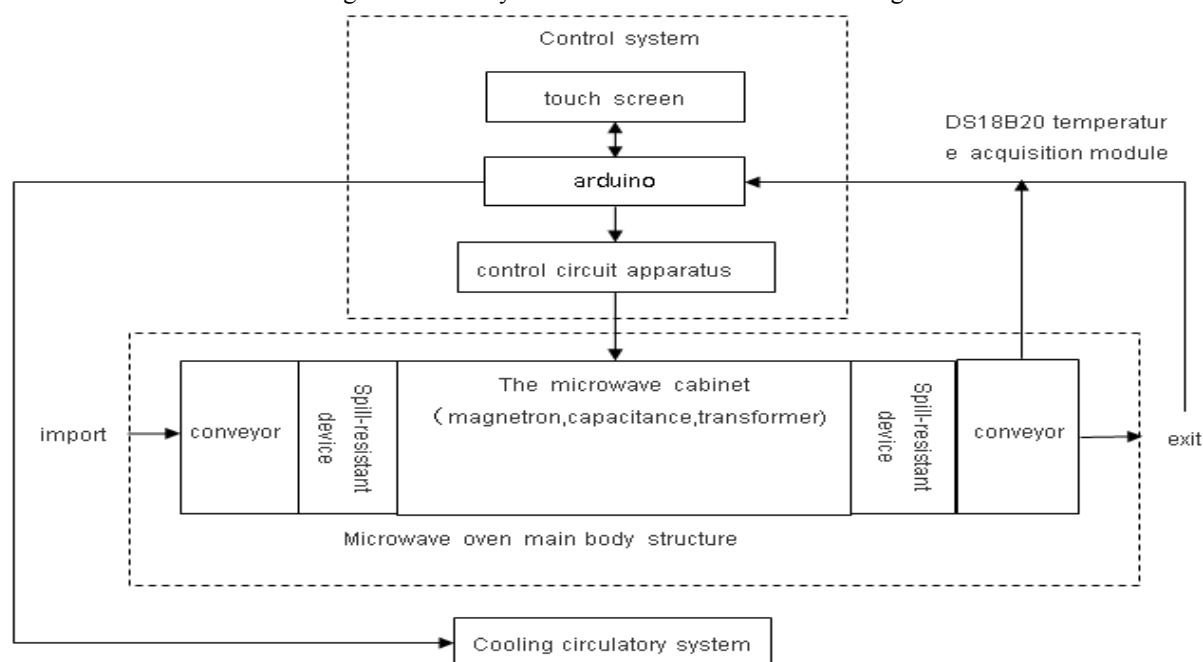 Control system
touch screen
DS18B20 temperatur
e acquisition module
arduino
control circuit apparatus
import
conveyor
Spill-resistant
device
The microwave cabinet
(magnetron,capacitance,transformer)
Spill-resistant
device
conveyor
exit
Microwave oven main body structure
Cooling circulatory system